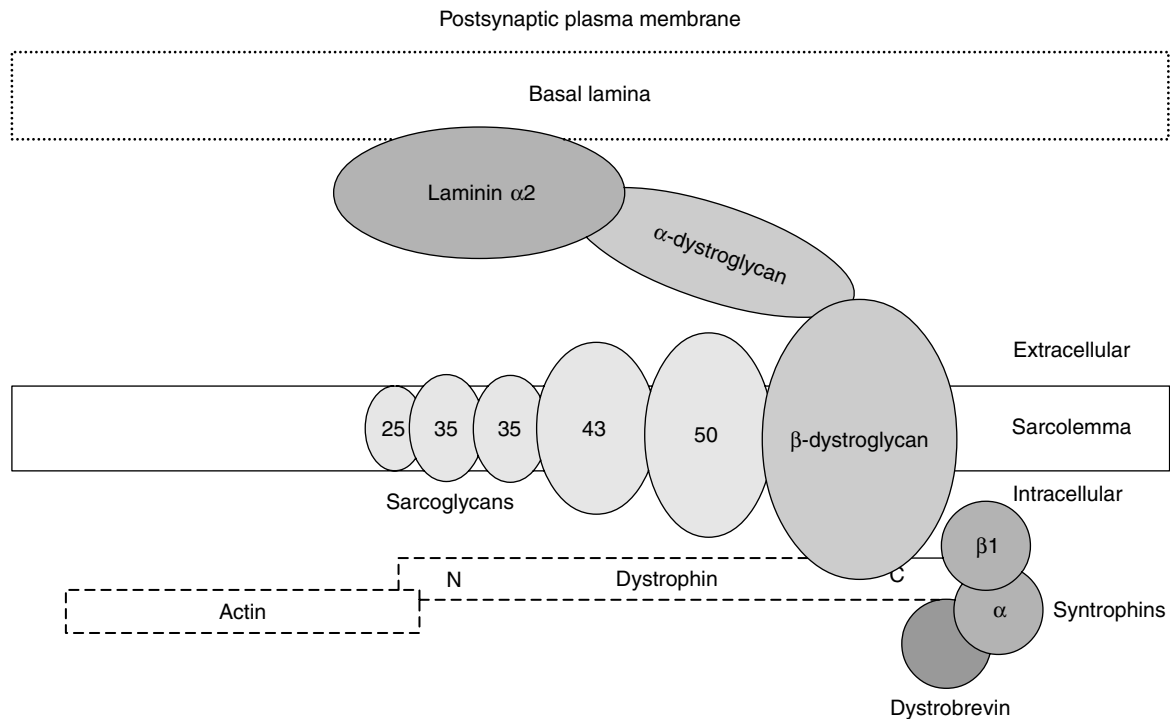 Postsynaptic plasma membrane
Basal lamina
Laminin α2
α-dystroglycan
Extracellular
25 35 35 43 50 β-dystroglycan Sarcolemma
Sarcoglycans Intracellular
β1
N Dystrophin C
Actin α Syntrophins
Dystrobrevin